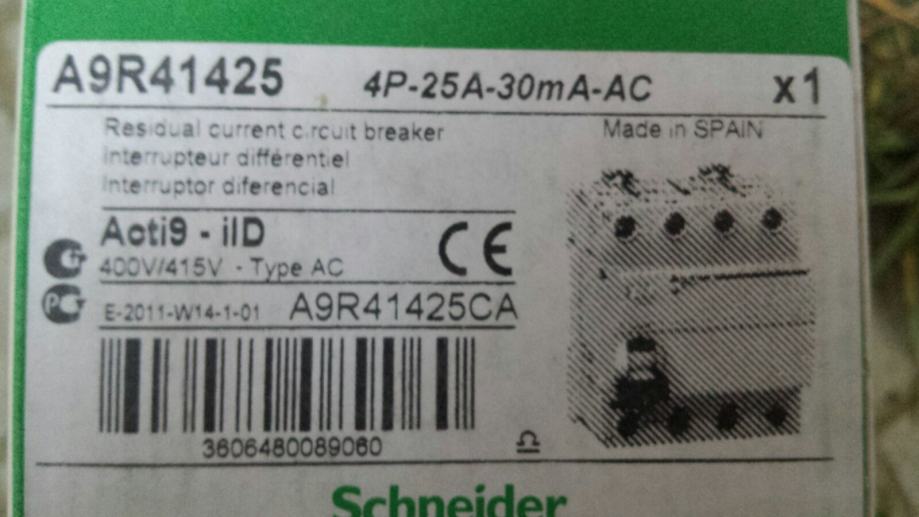 A9R41425 4P-25A-30mA-AC x1
Residual current circuit breaker Made in SPAIN
Interrupteur différentiel
Interruptor diferencial
Acti9 - iID CE
400V/415V - Type AC
E-2011-W14-1-01 A9R41425CA
3606480089060
Schneider